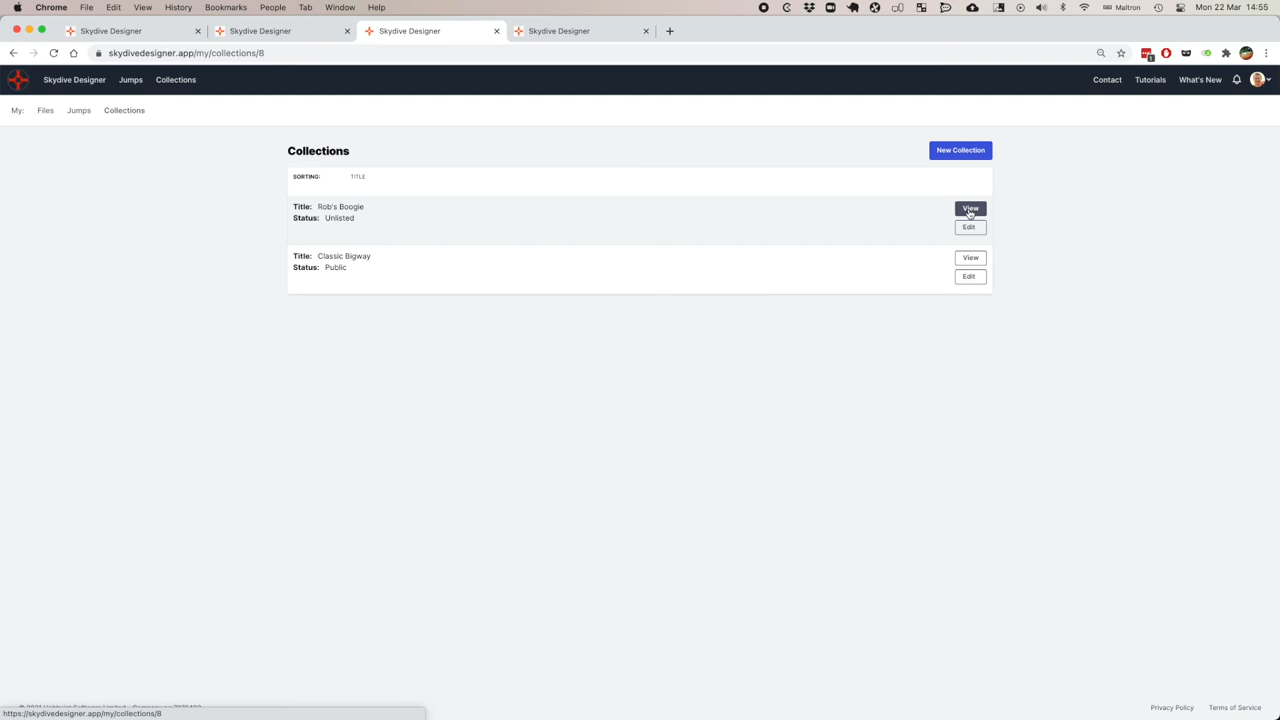 Chrome File Edit View History Bookmarks People Tab Window Help Maltron Mon 22 Mar 14:55
Skydive Designer Skydive Designer Skydive Designer Skydive Designer
skydivedesigner.app/my/collections/8
Skydive Designer Jumps Collections Contact Tutorials What's New
My: Files Jumps Collections
Collections New Collection
SORTING: TITLE
Title: Rob's Boogie View
Status: Unlisted
Edit
Title: Classic Bigway View
Status: Public
Edit
Privacy Policy Terms of Service
https://skydivedesigner.app/my/collections/8